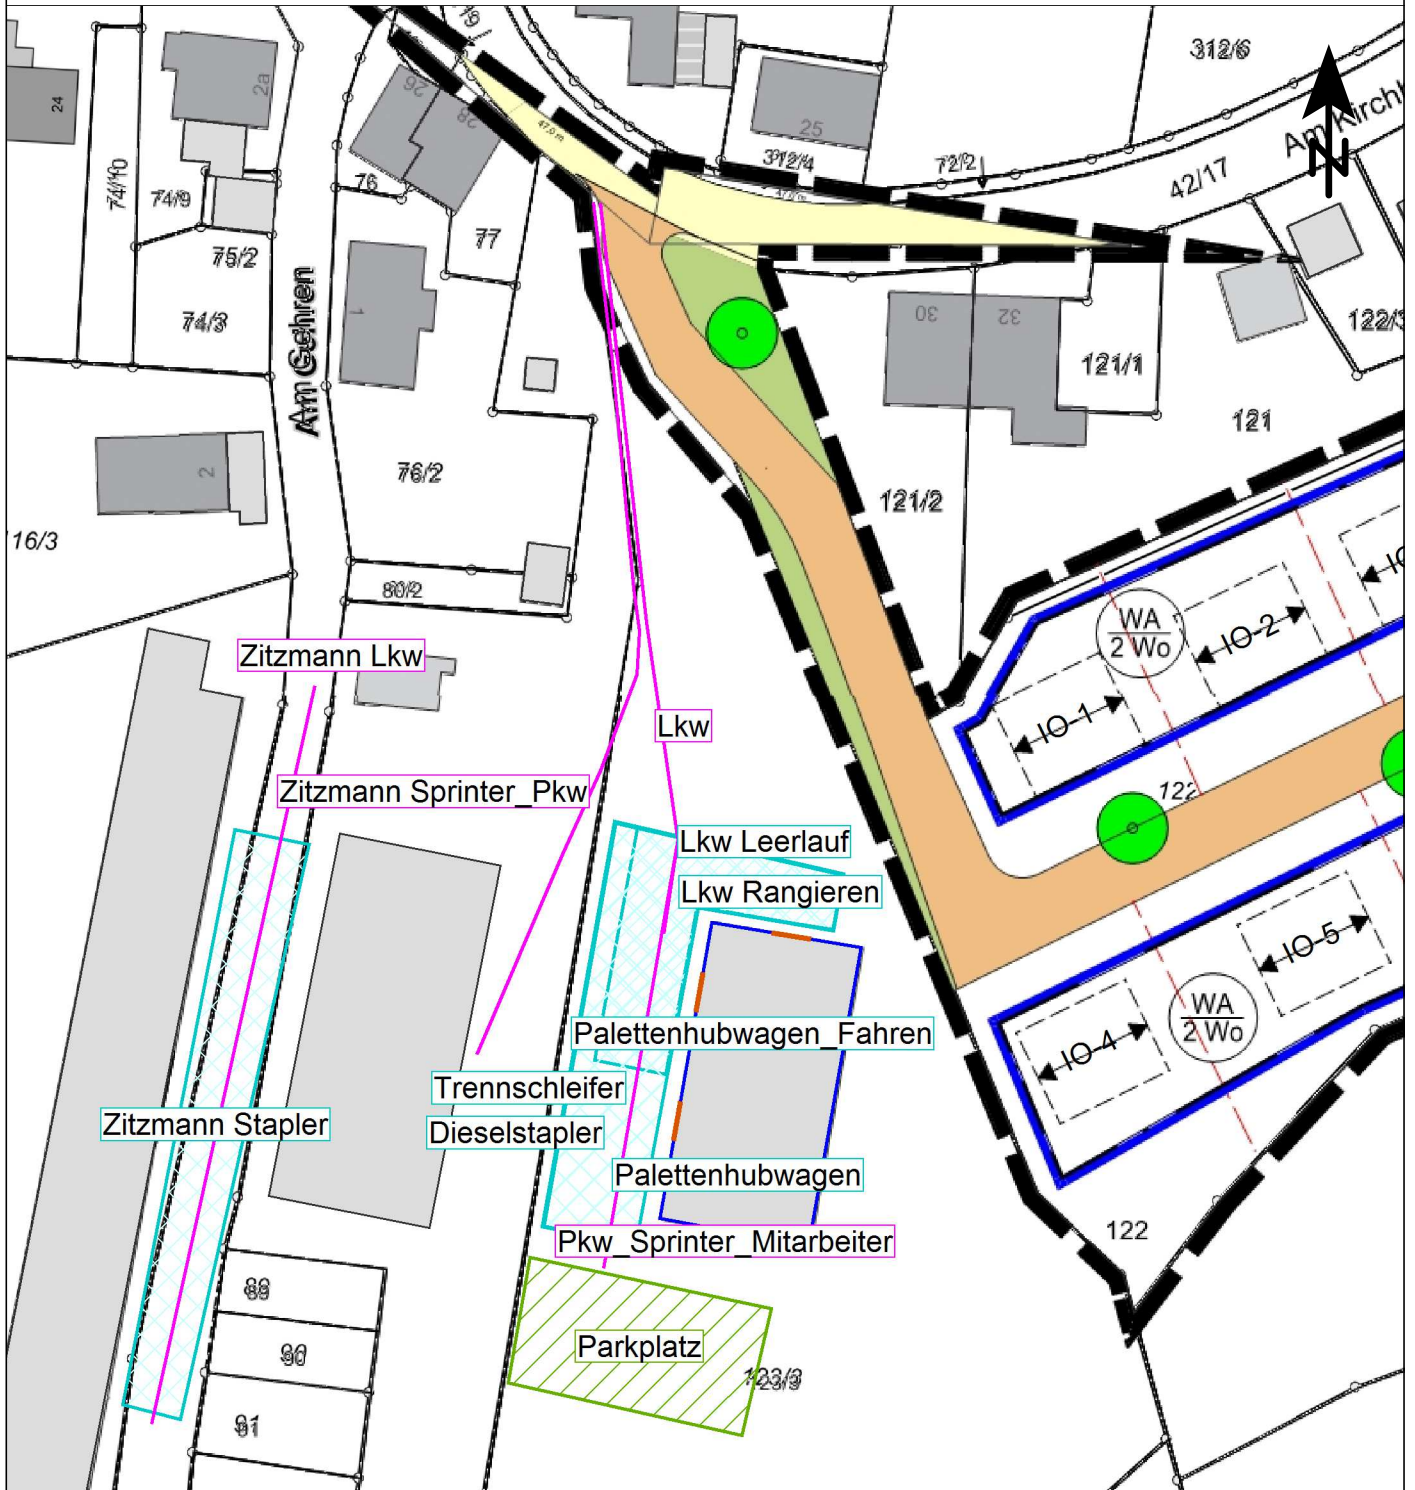 312/6
24
2a
26
28
47,0 m
25
Am Kirchb
N
312/4
72/2
42/17
74/10
74/9
76
77
75/2
74/3
1
30
32
122/3
Am Gehren
121/1
121
2
76/2
121/2
16/3
80/2
WA
2 Wo
IO-2
IO-1
Zitzmann Lkw
Lkw
Zitzmann Sprinter_Pkw
122
Lkw Leerlauf
Lkw Rangieren
IO-5
WA
2 Wo
IO-4
Palettenhubwagen_Fahren
Trennschleifer
Zitzmann Stapler
Dieselstapler
Palettenhubwagen
Pkw_Sprinter_Mitarbeiter
122
89
Parkplatz
90
123/3
91